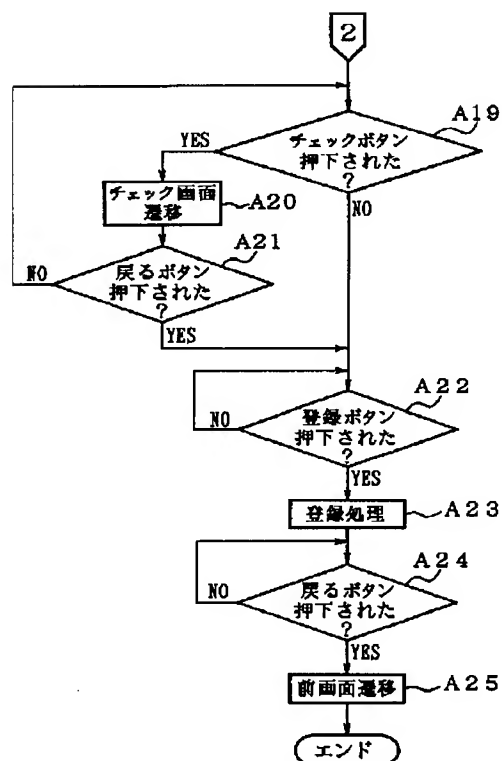 2
A19
YES
チェックボタン
押下された
?
NO
チェック画面
遷移
A20
A21
NO
戻るボタン
押下された
?
YES
A22
NO
登録ボタン
押下された
?
YES
登録処理
A23
A24
NO
戻るボタン
押下された
?
YES
前画面遷移
A25
エンド